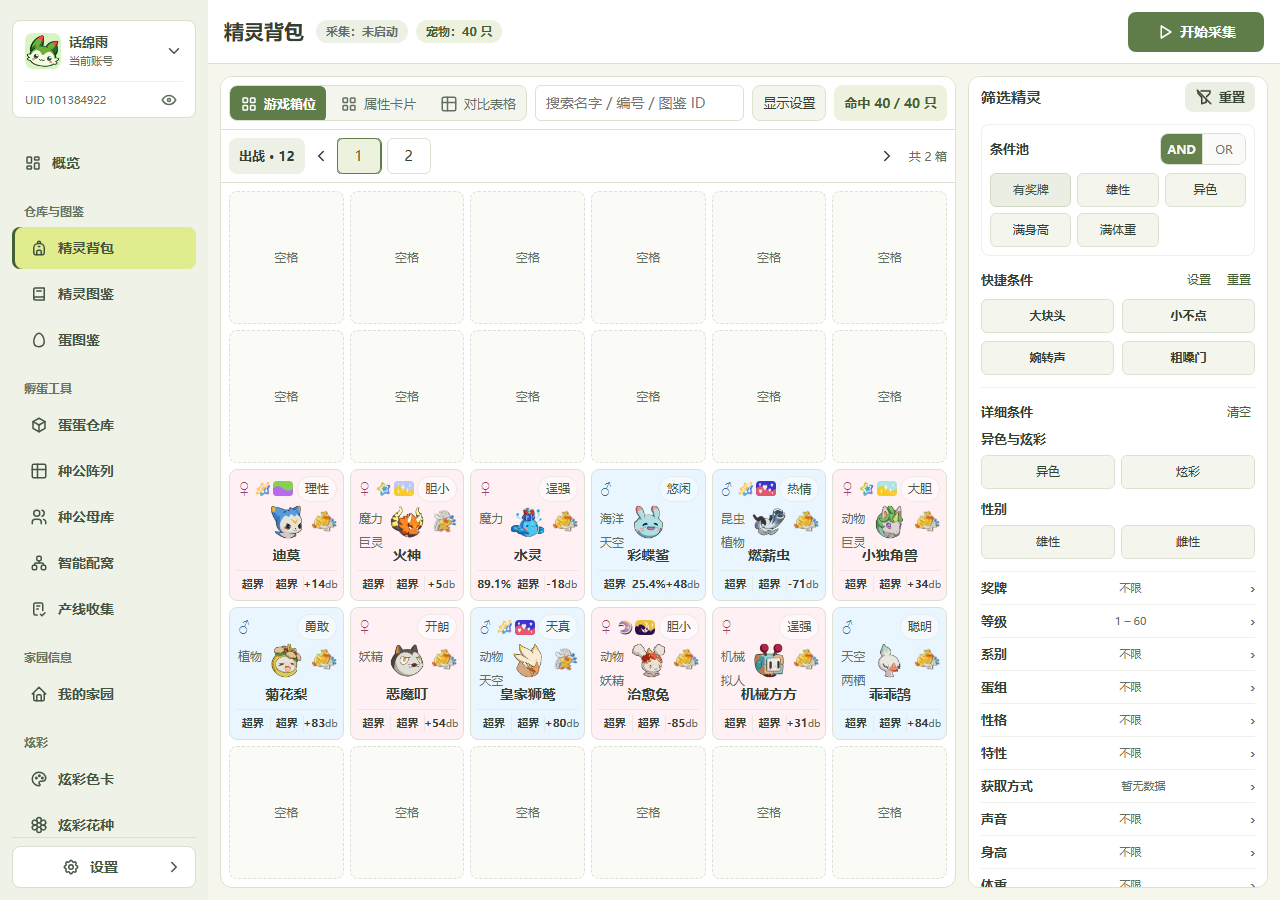 话绵雨
当前账号
UID 101384922
概览
仓库与图鉴
精灵背包
精灵图鉴
蛋图鉴
孵蛋工具
蛋蛋仓库
种公阵列
种公母库
智能配窝
产线收集
家园信息
我的家园
炫彩
炫彩色卡
炫彩花种
设置
精灵背包 采集：未启动 宠物：40 只 开始采集
游戏箱位 属性卡片 对比表格 搜索名字 / 编号 / 图鉴 ID 显示设置 命中 40 / 40 只
出战 • 12 1 2 共 2 箱
空格 空格 空格 空格 空格 空格
空格 空格 空格 空格 空格 空格
理性
迪莫
超界 超界 +14db
胆小
魔力
巨灵
火神
超界 超界 +5db
逞强
魔力
水灵
89.1% 超界 -18db
悠闲
海洋
天空
彩蝶鲨
超界 25.4% +48db
热情
昆虫
植物
燃薪虫
超界 超界 -71db
大胆
动物
巨灵
小独角兽
超界 超界 +34db
勇敢
植物
菊花梨
超界 超界 +83db
开朗
妖精
恶魔叮
超界 超界 +54db
天真
动物
天空
皇家狮鹫
超界 超界 +80db
胆小
动物
妖精
治愈兔
超界 超界 -85db
逞强
机械
拟人
机械方方
超界 超界 +31db
聪明
天空
两栖
乖乖鹄
超界 超界 +84db
空格 空格 空格 空格 空格 空格
筛选精灵 重置
条件池 AND OR
有奖牌 雄性 异色
满身高 满体重
快捷条件 设置 重置
大块头 小不点
婉转声 粗嗓门
详细条件 清空
异色与炫彩
异色 炫彩
性别
雄性 雌性
奖牌 不限 ›
等级 1 – 60 ›
系别 不限 ›
蛋组 不限 ›
性格 不限 ›
特性 不限 ›
获取方式 暂无数据 ›
声音 不限 ›
身高 不限 ›
体重 不限 ›